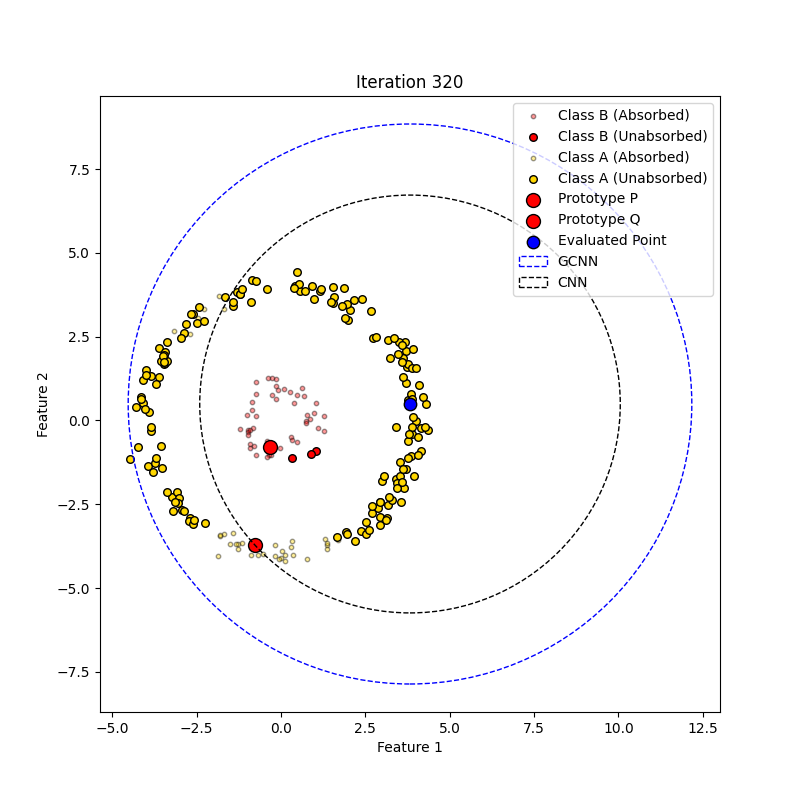 Iteration 320
Class B (Absorbed)
Class B (Unabsorbed)
Class A (Absorbed)
Class A (Unabsorbed)
Prototype P
Prototype Q
Evaluated Point
GCNN
CNN
7.5
5.0
2.5
0.0
−2.5
−5.0
−7.5
Feature 2
−5.0 −2.5 0.0 2.5 5.0 7.5 10.0 12.5
Feature 1